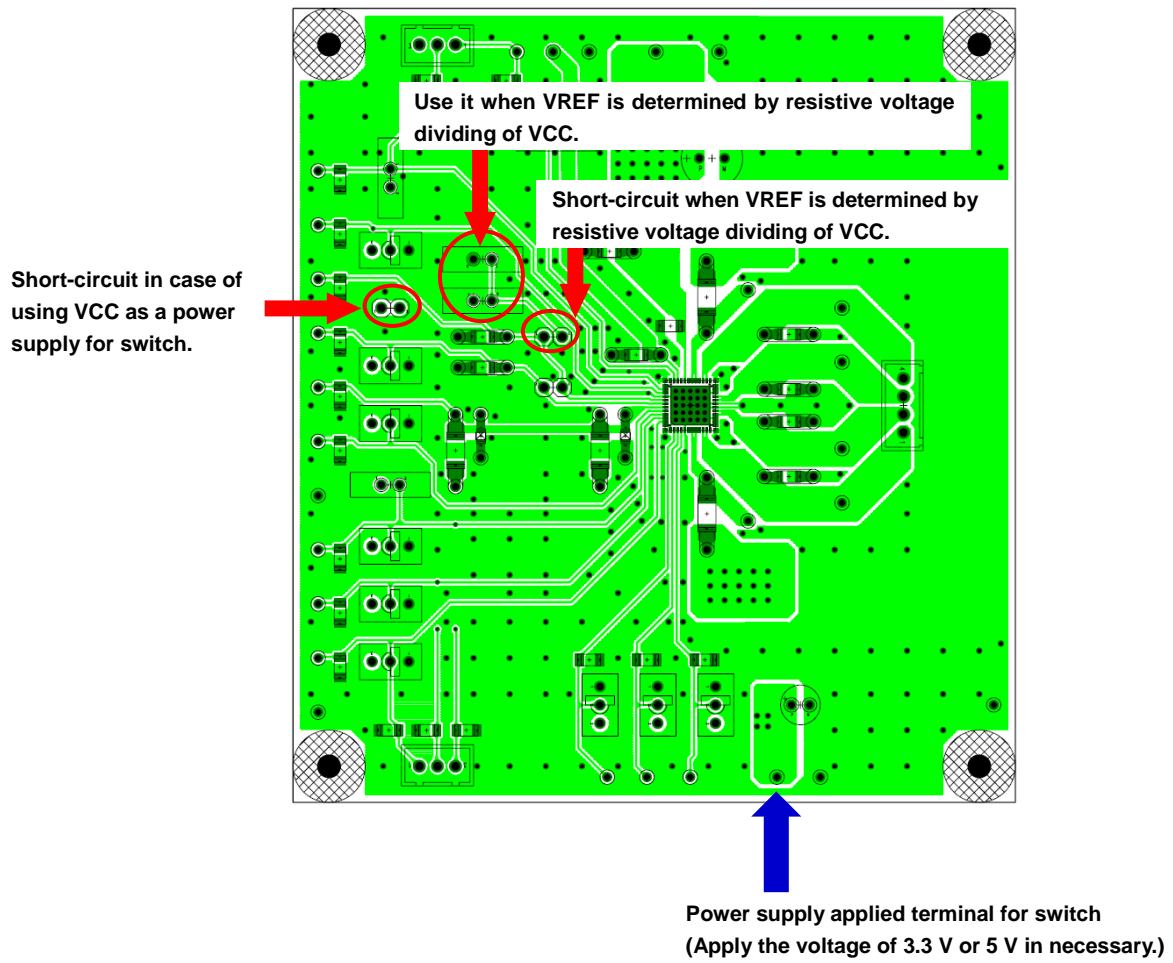 Use it when VREF is determined by resistive voltage
dividing of VCC.
Short-circuit when VREF is determined by
resistive voltage dividing of VCC.
Short-circuit in case of
using VCC as a power
supply for switch.
Power supply applied terminal for switch
(Apply the voltage of 3.3 V or 5 V in necessary.)